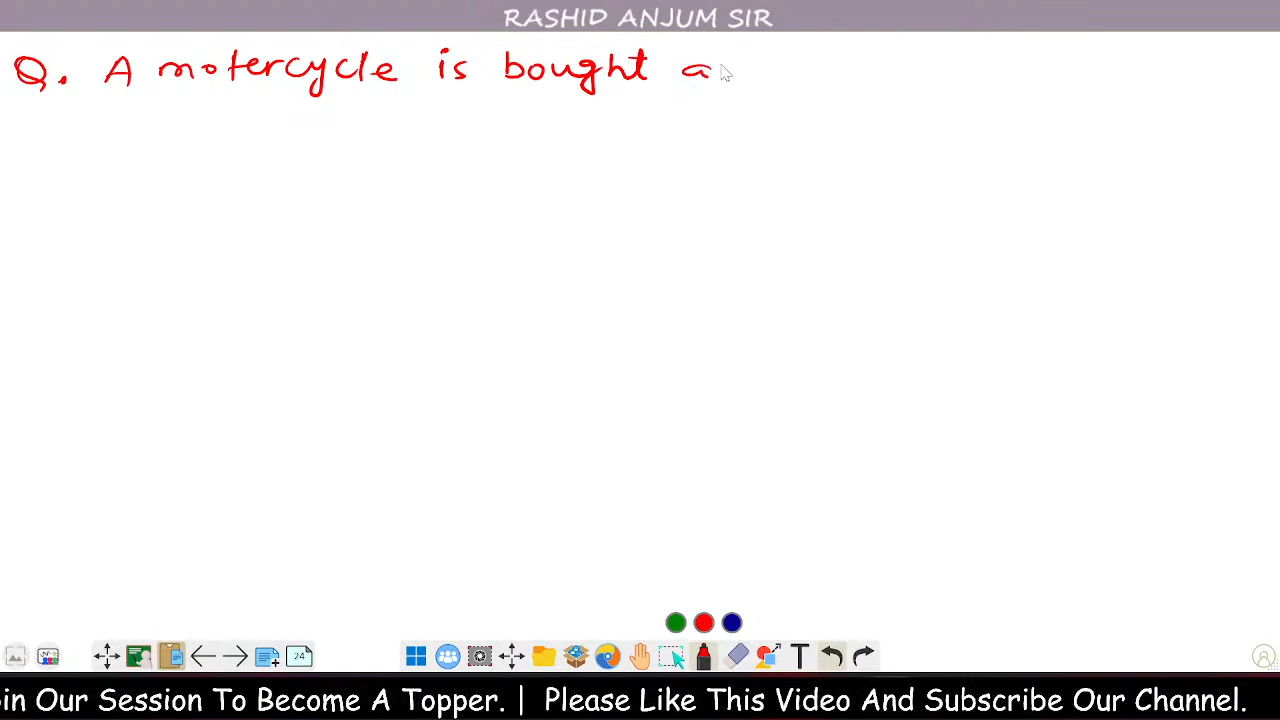 RASHID ANJUM SIR
Q. A motercycle is bought a
24
in Our Session To Become A Topper. | Please Like This Video And Subscribe Our Channel.